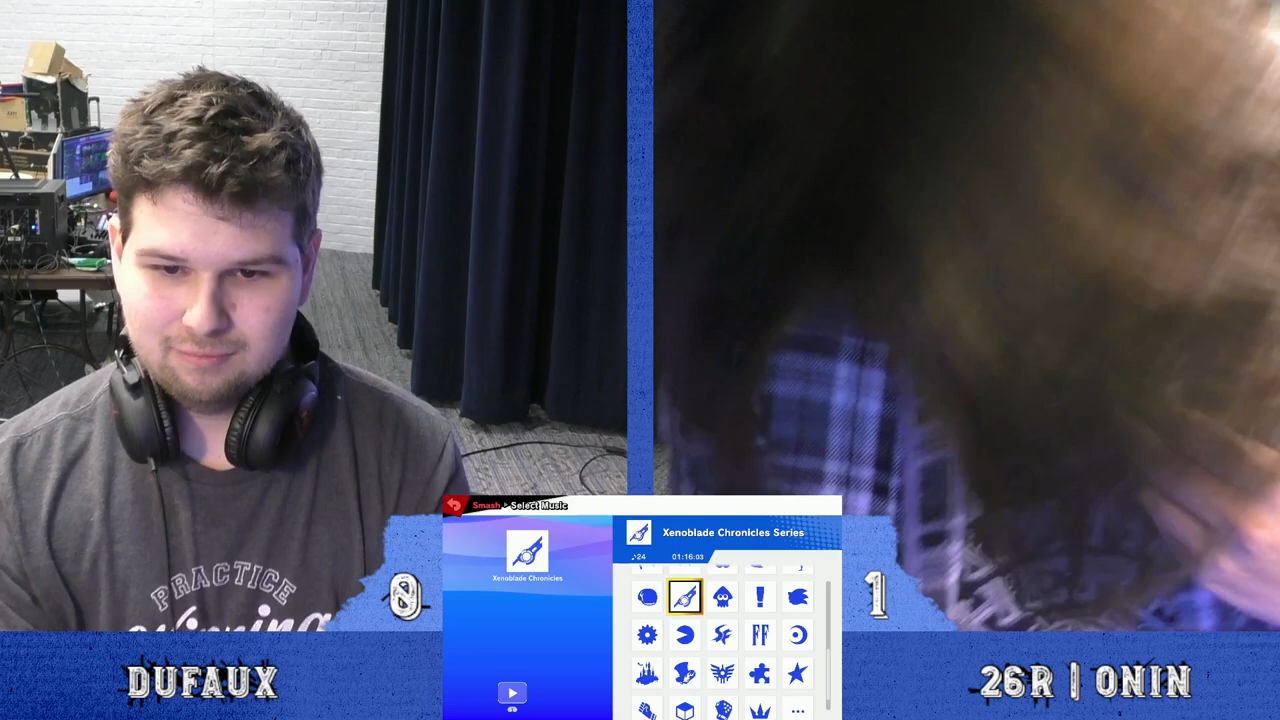 PRACTICE
Winning
Smash ▸ Select Music
Xenoblade Chronicles
Xenoblade Chronicles Series
♪24 01:16:03
FF
0
1
DUFAUX
26R | ONIN